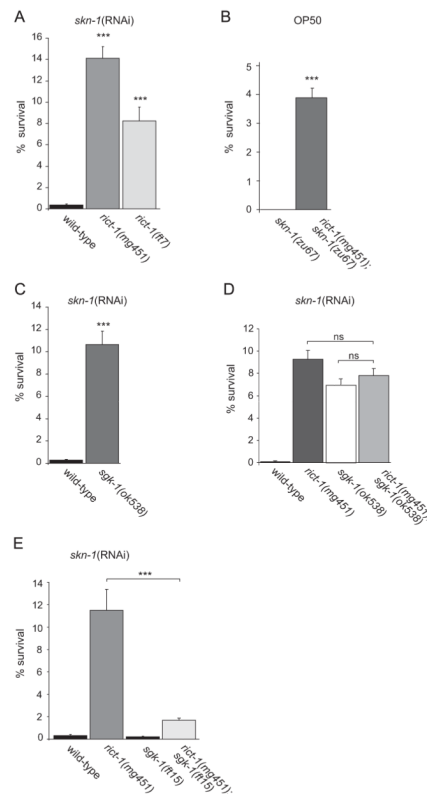 A
skn-1(RNAi)
16
14
12
10
8
6
4
2
0
% survival
***
***
wild-type
rict-1(mg451)
rict-1(ft7)
B
OP50
5
4
3
2
1
0
% survival
***
skn-1(zu67)
rict-1(mg451);
skn-1(zu67)
C
skn-1(RNAi)
14
12
10
8
6
4
2
0
% survival
***
wild-type
sgk-1(ok538)
D
skn-1(RNAi)
12
10
8
6
4
2
0
% survival
ns
ns
wild-type
rict-1(mg451)
sgk-1(ok538)
rict-1(mg451);
sgk-1(ok538)
E
skn-1(RNAi)
14
12
10
8
6
4
2
0
% survival
***
wild-type
rict-1(mg451)
sgk-1(ft15)
rict-1(mg451);
sgk-1(ft15)